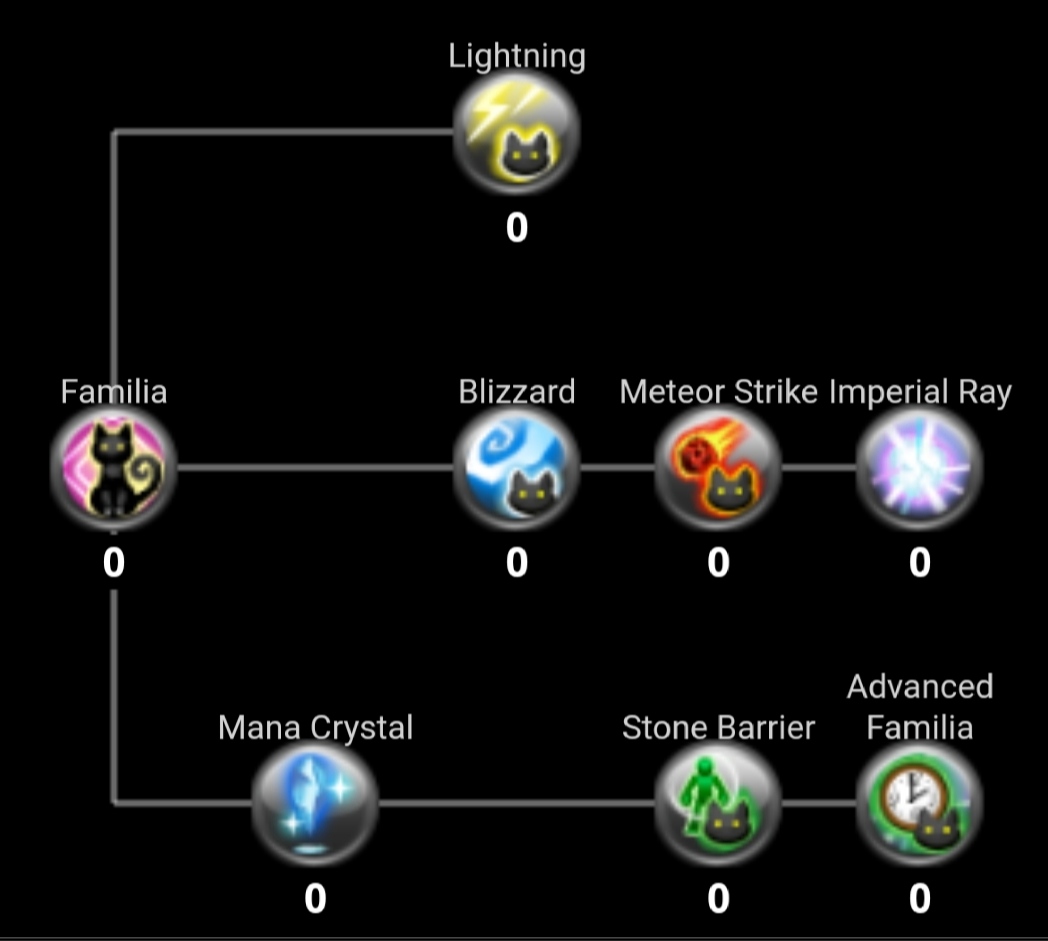 Lightning
0
Familia
Blizzard
Meteor Strike
Imperial Ray
0
0
0
0
Mana Crystal
Stone Barrier
Advanced
Familia
0
0
0